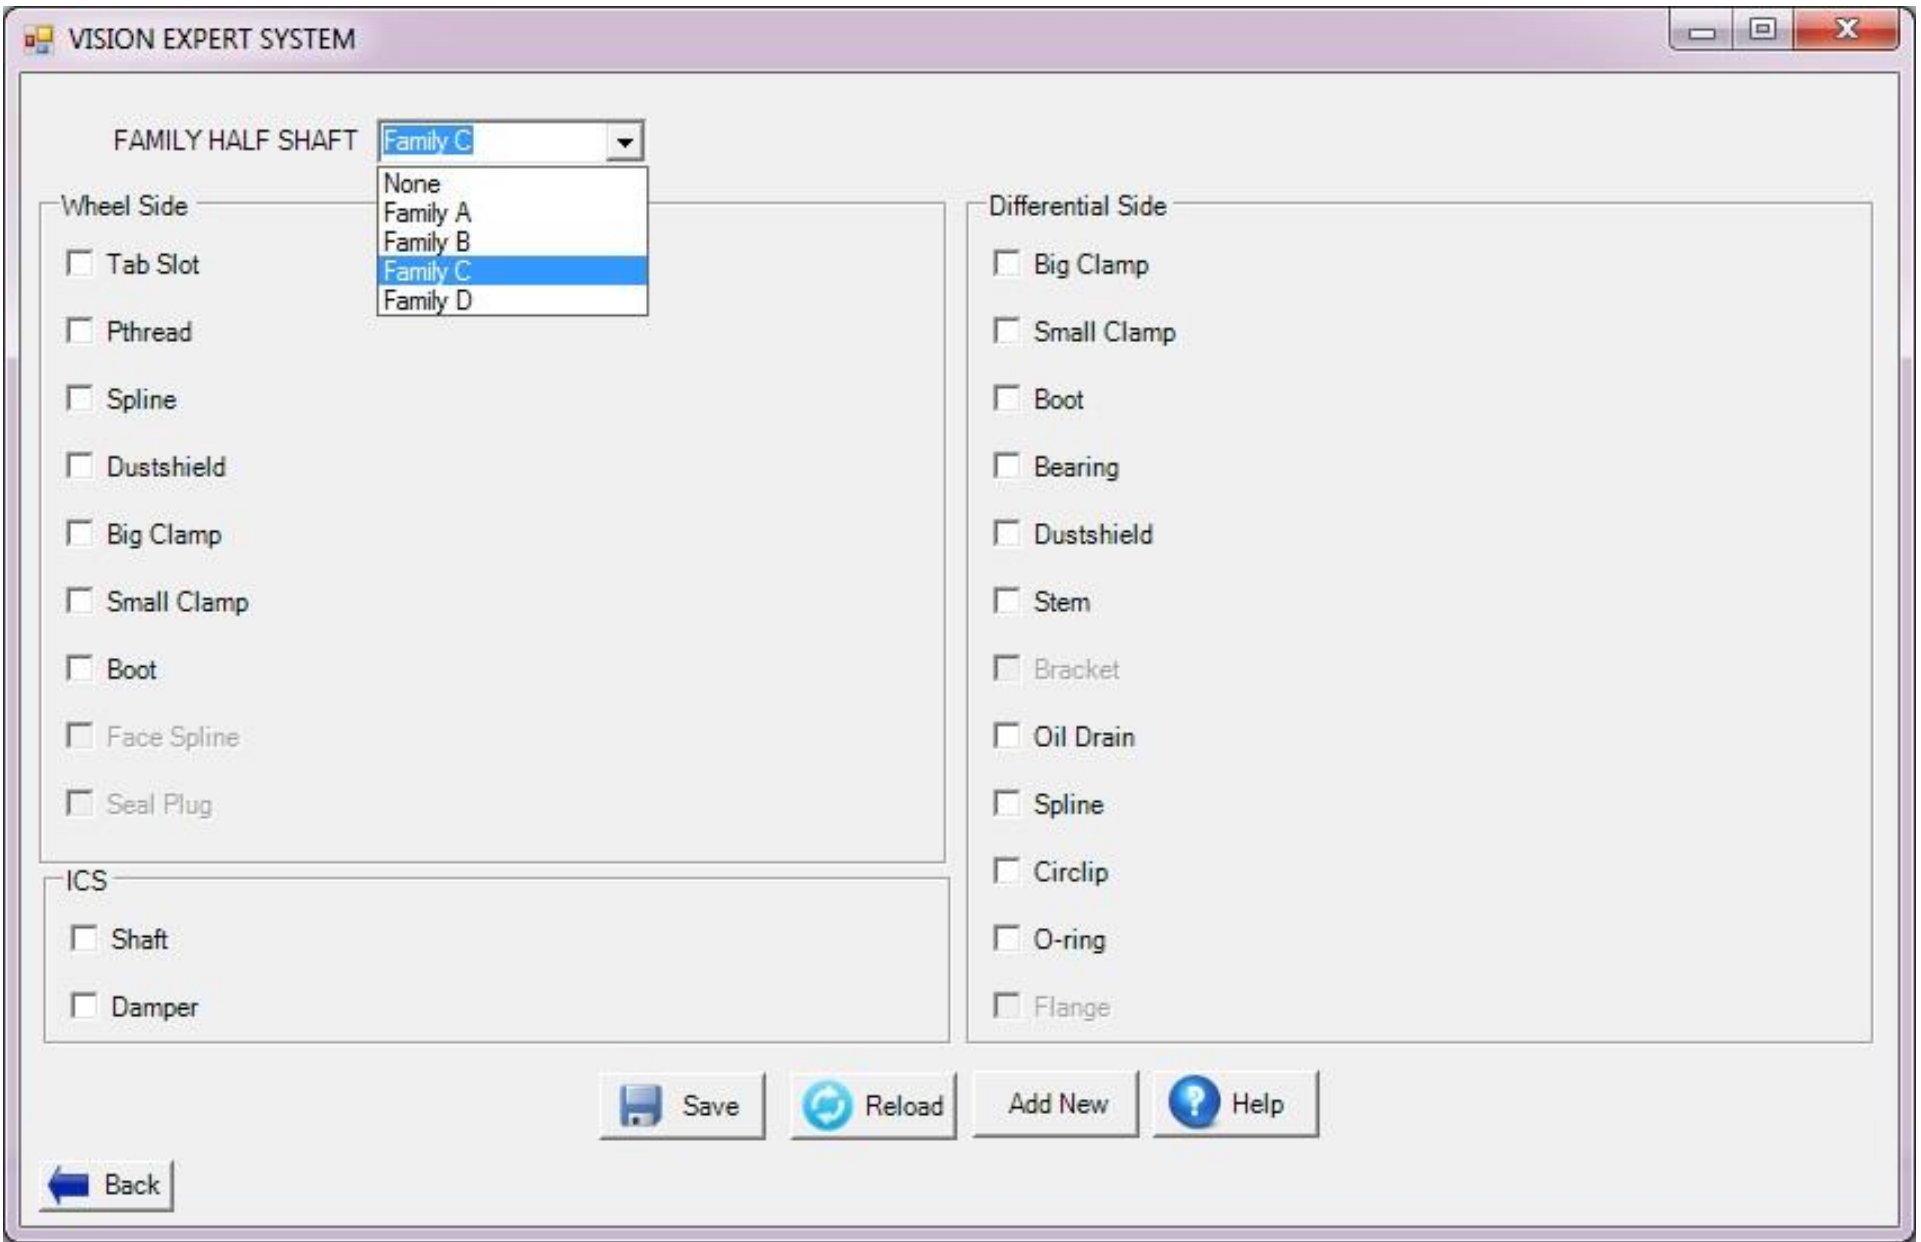 VISION EXPERT SYSTEM
FAMILY HALF SHAFT
Family C
None
Family A
Family B
Family C
Family D
Wheel Side
Tab Slot
Pthread
Spline
Dustshield
Big Clamp
Small Clamp
Boot
Face Spline
Seal Plug
ICS
Shaft
Damper
Differential Side
Big Clamp
Small Clamp
Boot
Bearing
Dustshield
Stem
Bracket
Oil Drain
Spline
Circlip
O-ring
Flange
Save
Reload
Add New
? Help
Back